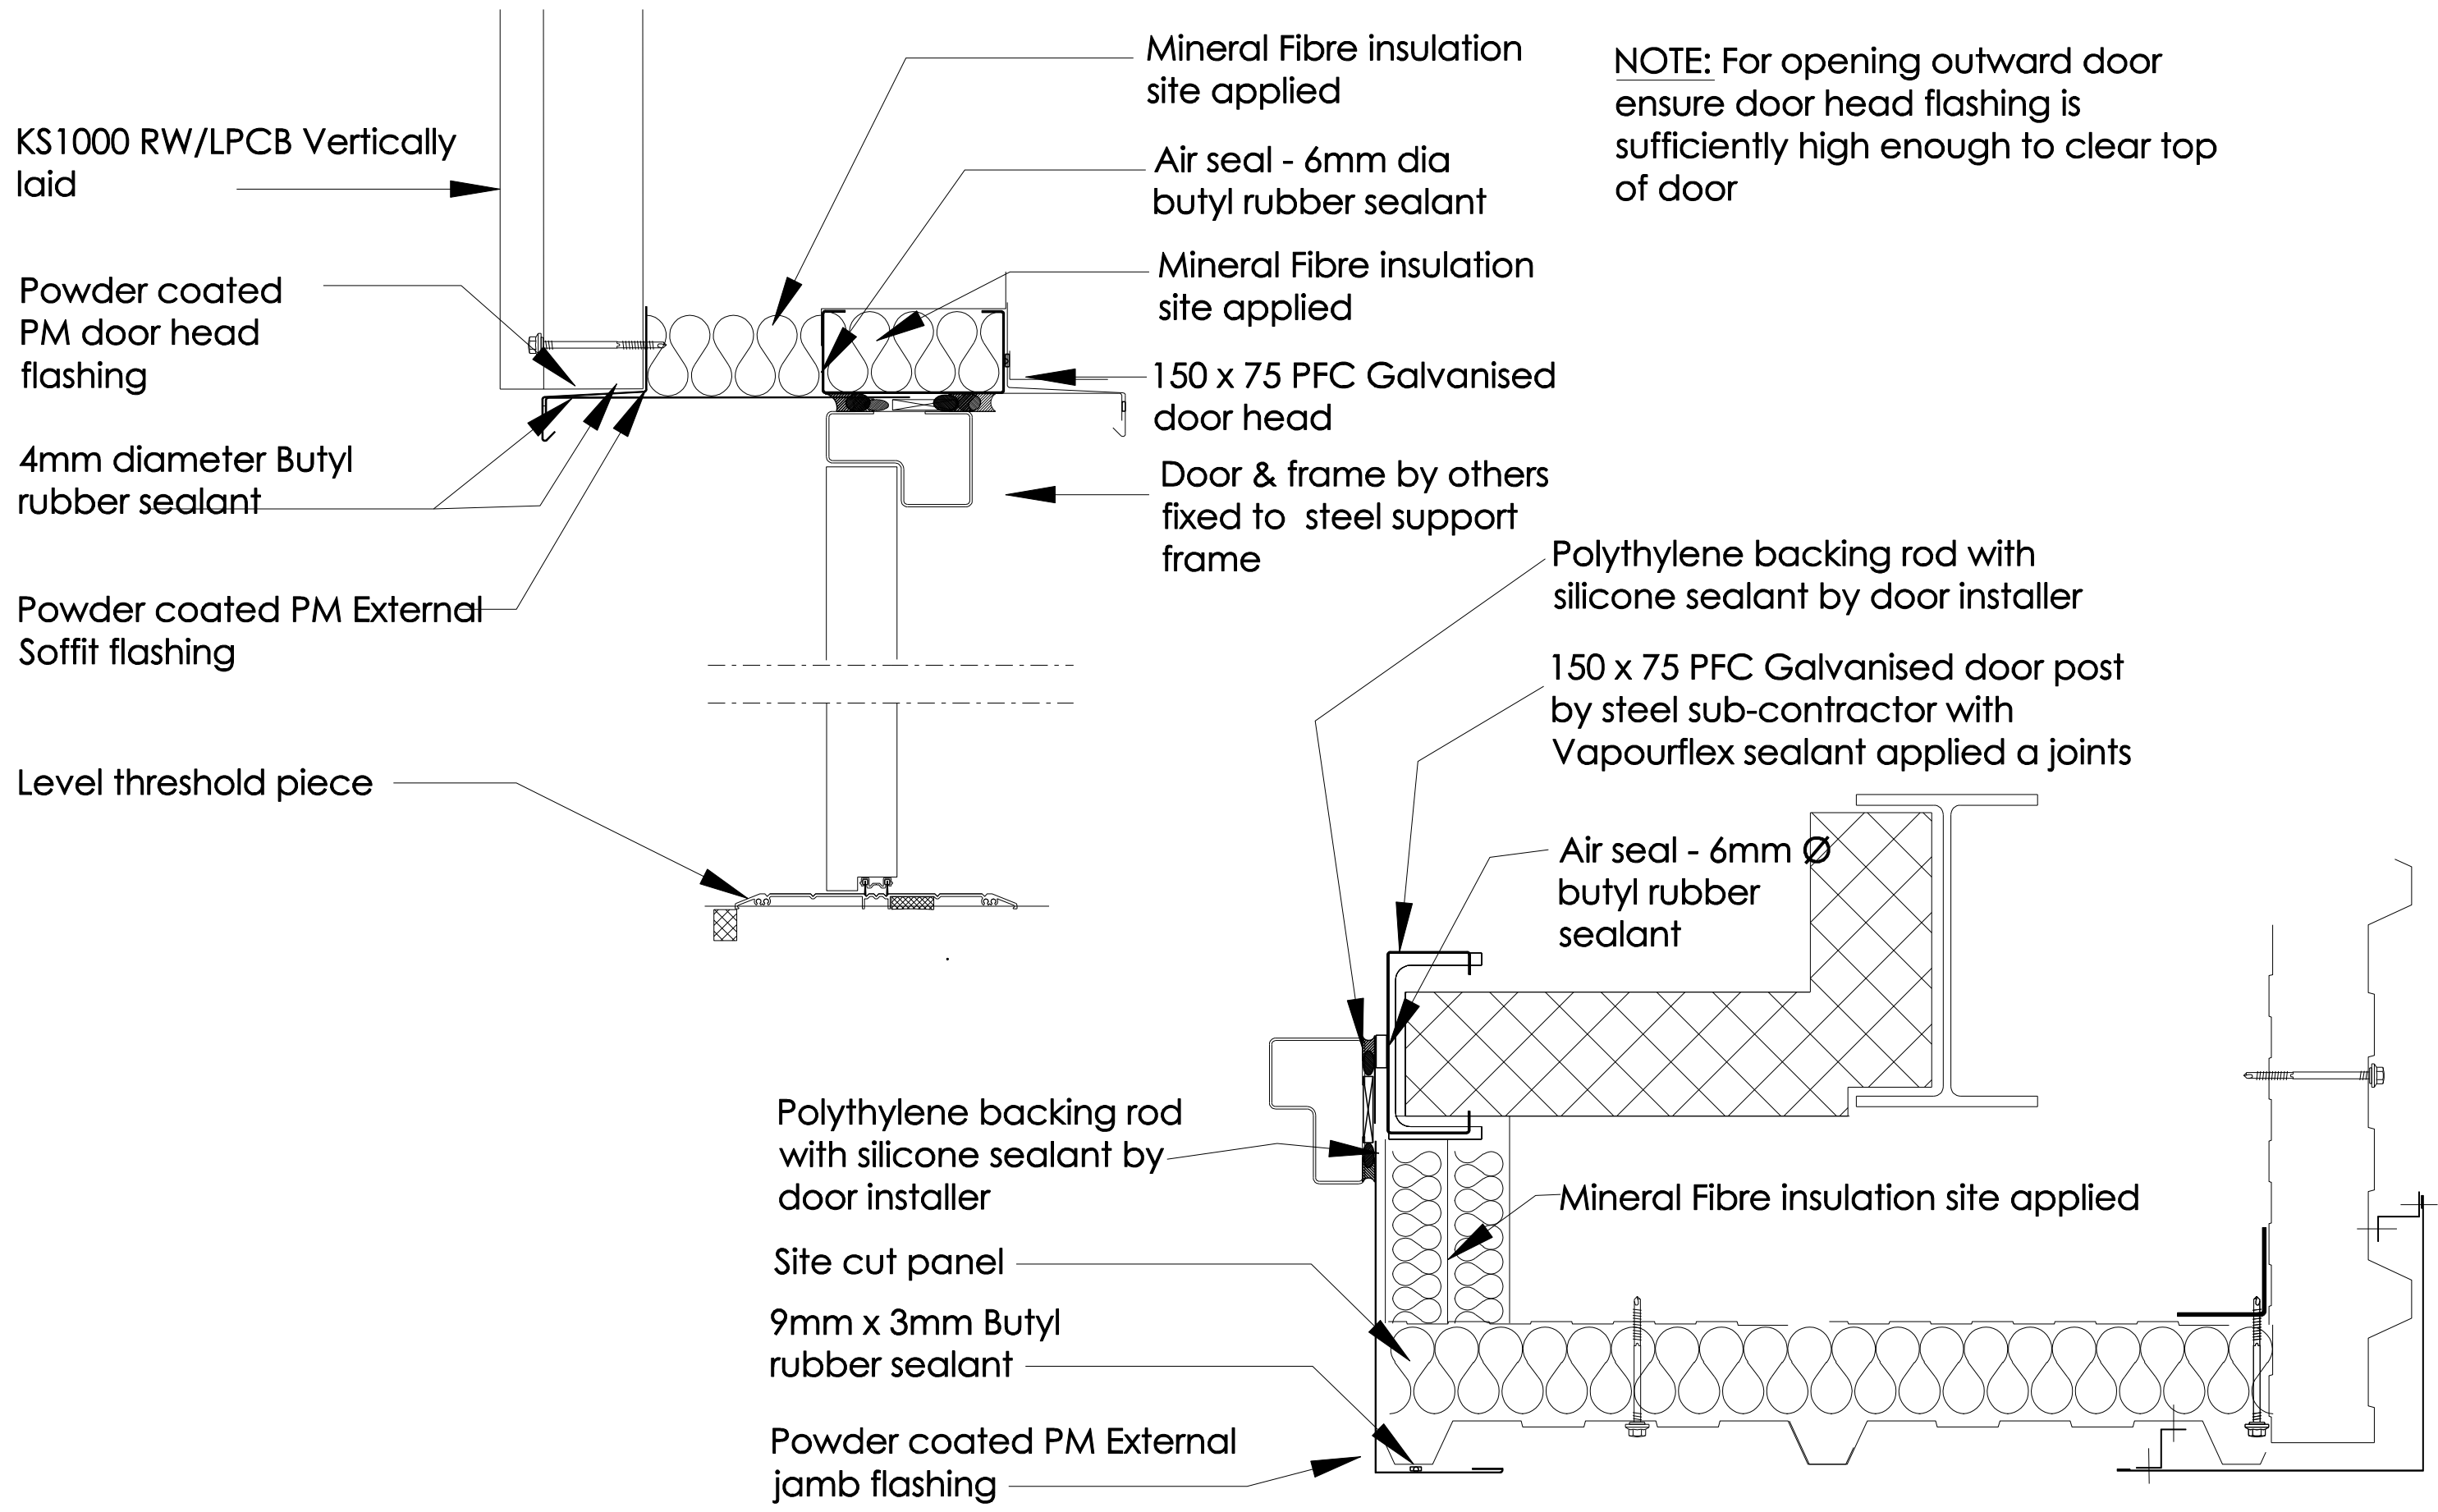 KS1000 RW/LPCB Vertically
laid
Powder coated
PM door head
flashing
4mm diameter Butyl
rubber sealant
Powder coated PM External
Soffit flashing
Level threshold piece
Mineral Fibre insulation
site applied
Air seal - 6mm dia
butyl rubber sealant
Mineral Fibre insulation
site applied
150 x 75 PFC Galvanised
door head
Door & frame by others
fixed to steel support
frame
NOTE: For opening outward door
ensure door head flashing is
sufficiently high enough to clear top
of door
Polythylene backing rod with
silicone sealant by door installer
150 x 75 PFC Galvanised door post
by steel sub-contractor with
Vapourflex sealant applied a joints
Air seal - 6mm Ø
butyl rubber
sealant
Polythylene backing rod
with silicone sealant by
door installer
Mineral Fibre insulation site applied
Site cut panel
9mm x 3mm Butyl
rubber sealant
Powder coated PM External
jamb flashing